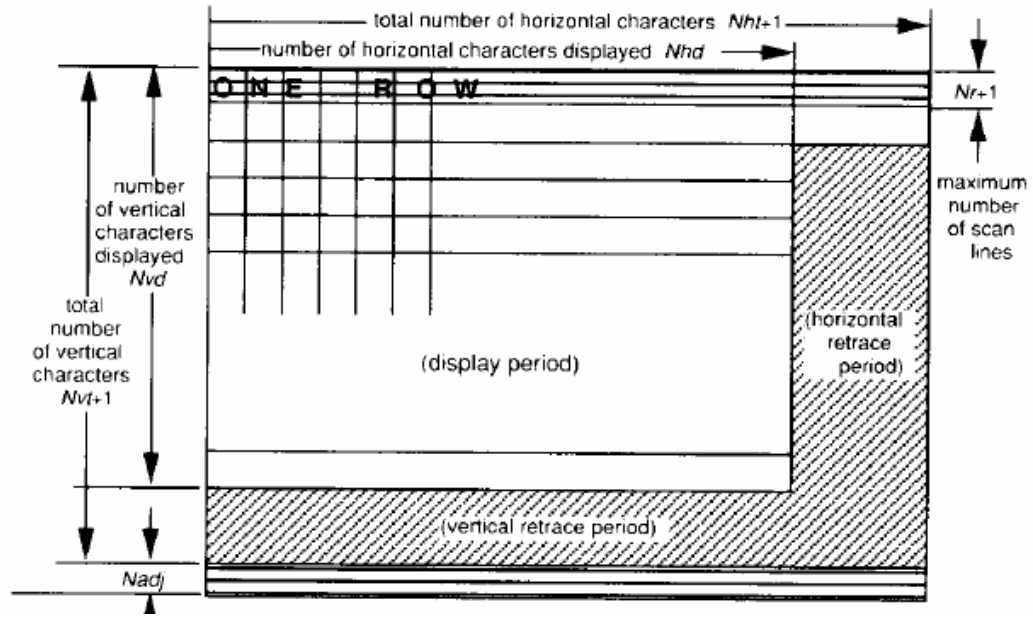 total number of horizontal characters Nht+1
number of horizontal characters displayed Nhd
ONE ROW
Nr+1
maximum
number
of scan
lines
number
of vertical
characters
displayed
Nvd
total
number
of vertical
characters
Nvt+1
(display period)
(horizontal
retrace
period)
(vertical retrace period)
Nadj